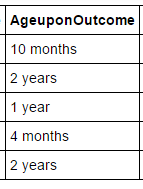 AgeuponOutcome
10 months
2 years
1 year
4 months
2 years